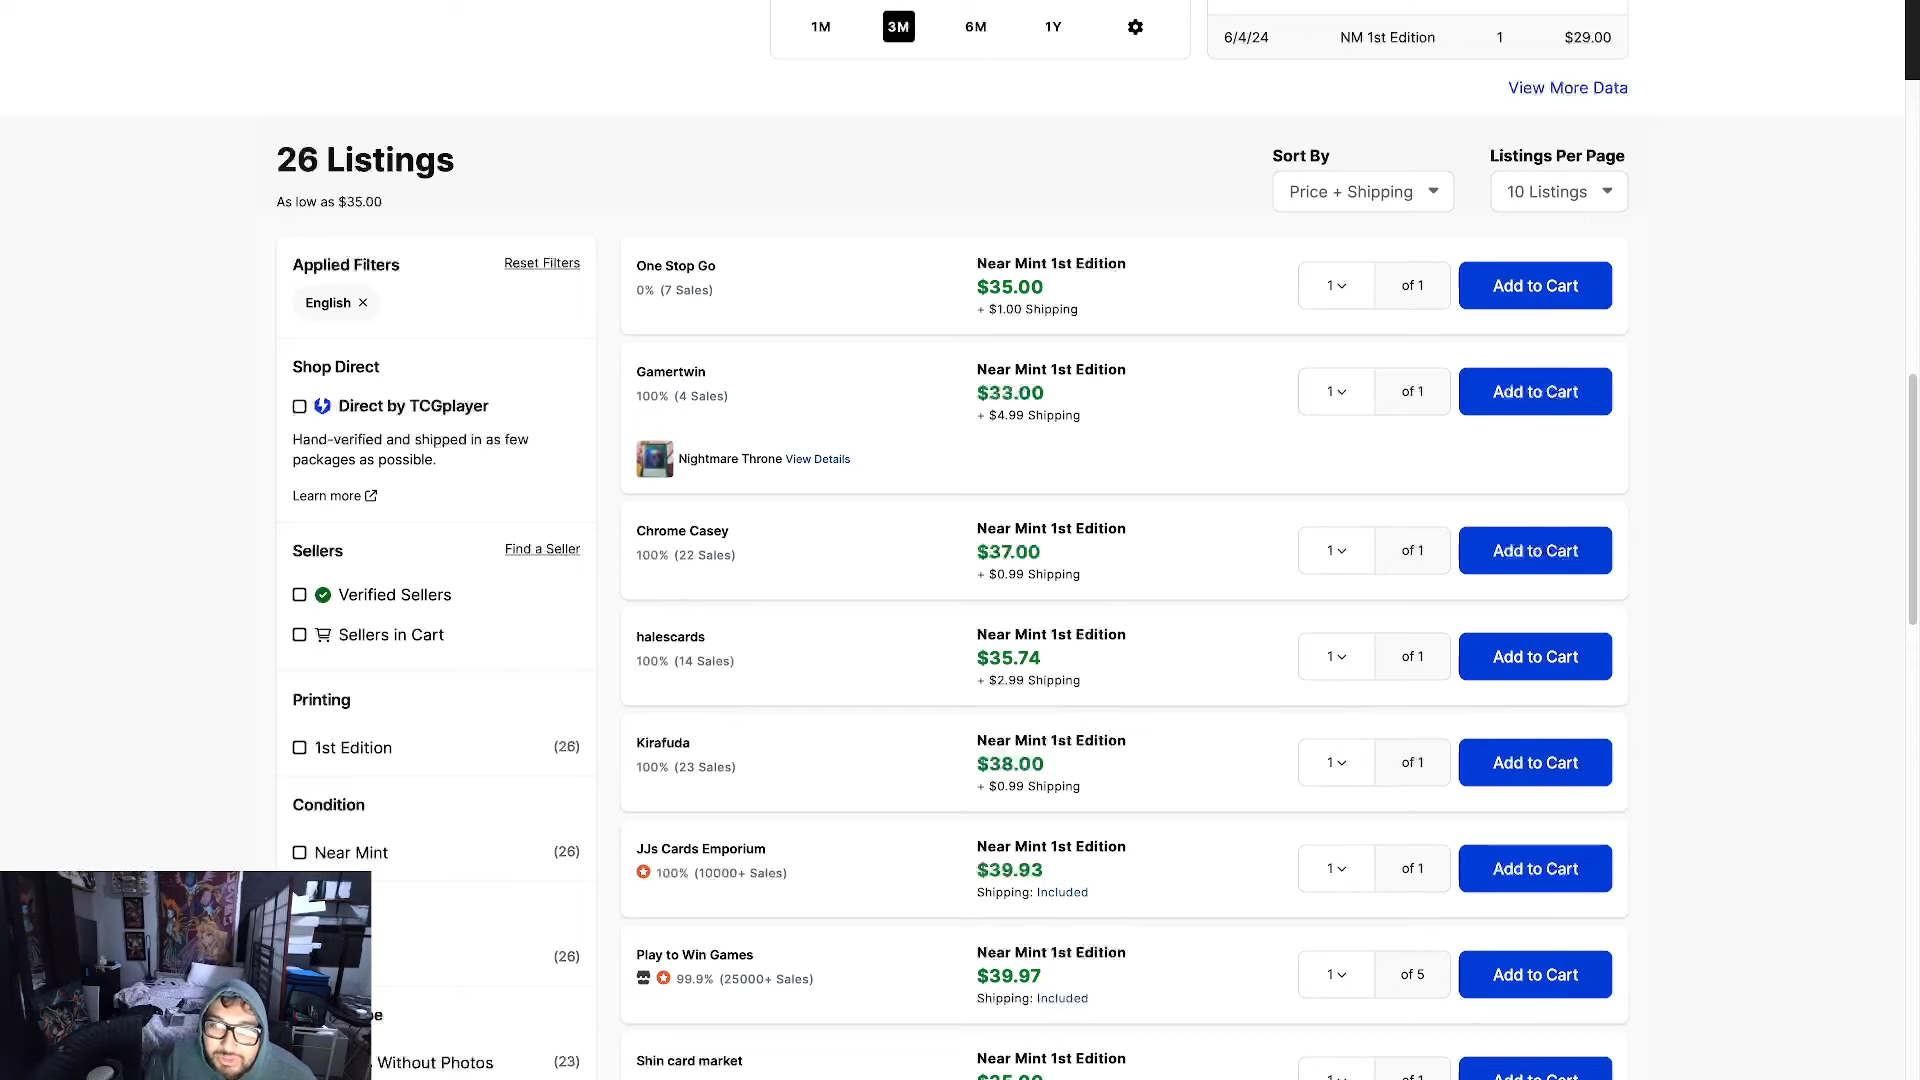 1M 3M 6M 1Y
6/4/24 NM 1st Edition 1 $29.00
View More Data
26 Listings
As low as $35.00
Sort By
Price + Shipping
Listings Per Page
10 Listings
Applied Filters
Reset Filters
English
Shop Direct
Direct by TCGplayer
Hand-verified and shipped in as few
packages as possible.
Learn more
Sellers
Find a Seller
Verified Sellers
Sellers in Cart
Printing
1st Edition (26)
Condition
Near Mint (26)
(26)
Without Photos (23)
One Stop Go
0% (7 Sales)
Near Mint 1st Edition
$35.00
+ $1.00 Shipping
1 of 1
Add to Cart
Gamertwin
100% (4 Sales)
Near Mint 1st Edition
$33.00
+ $4.99 Shipping
1 of 1
Add to Cart
Nightmare Throne View Details
Chrome Casey
100% (22 Sales)
Near Mint 1st Edition
$37.00
+ $0.99 Shipping
1 of 1
Add to Cart
halescards
100% (14 Sales)
Near Mint 1st Edition
$35.74
+ $2.99 Shipping
1 of 1
Add to Cart
Kirafuda
100% (23 Sales)
Near Mint 1st Edition
$38.00
+ $0.99 Shipping
1 of 1
Add to Cart
JJs Cards Emporium
100% (10000+ Sales)
Near Mint 1st Edition
$39.93
Shipping: Included
1 of 1
Add to Cart
Play to Win Games
99.9% (25000+ Sales)
Near Mint 1st Edition
$39.97
Shipping: Included
1 of 5
Add to Cart
Shin card market
Near Mint 1st Edition
$35.00
1 of 1
Add to Cart